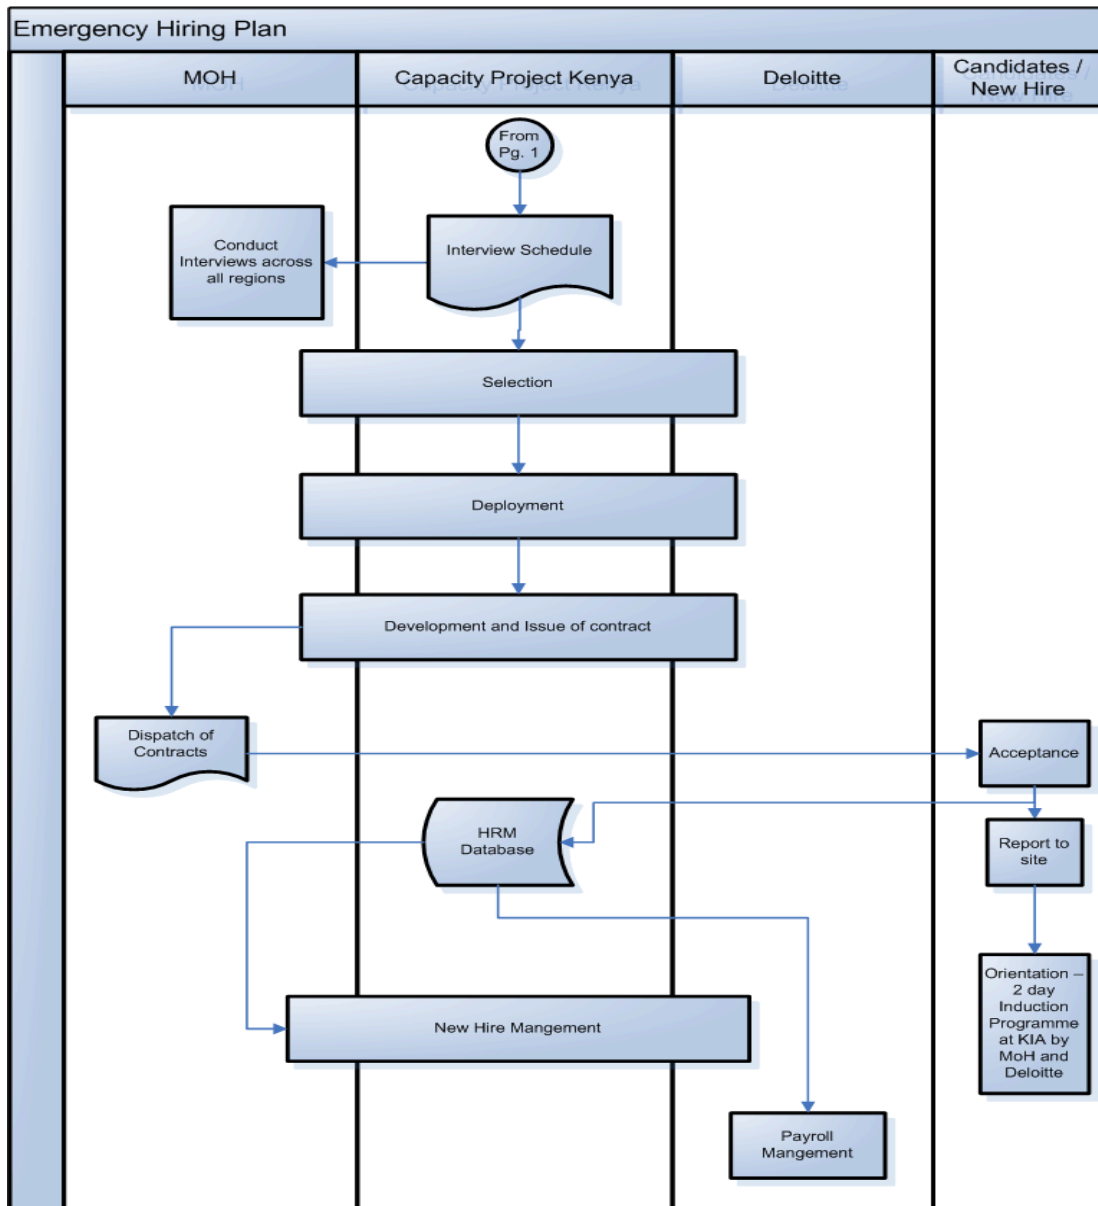 Emergency Hiring Plan
MOH
Capacity Project Kenya
Deloitte
Candidates /
New Hire
From
Pg. 1
Conduct
Interviews across
all regions
Interview Schedule
Selection
Deployment
Development and Issue of contract
Dispatch of
Contracts
Acceptance
HRM
Database
Report to
site
Orientation –
2 day
Induction
Programme
at KIA by
MoH and
Deloitte
New Hire Mangement
Payroll
Mangement